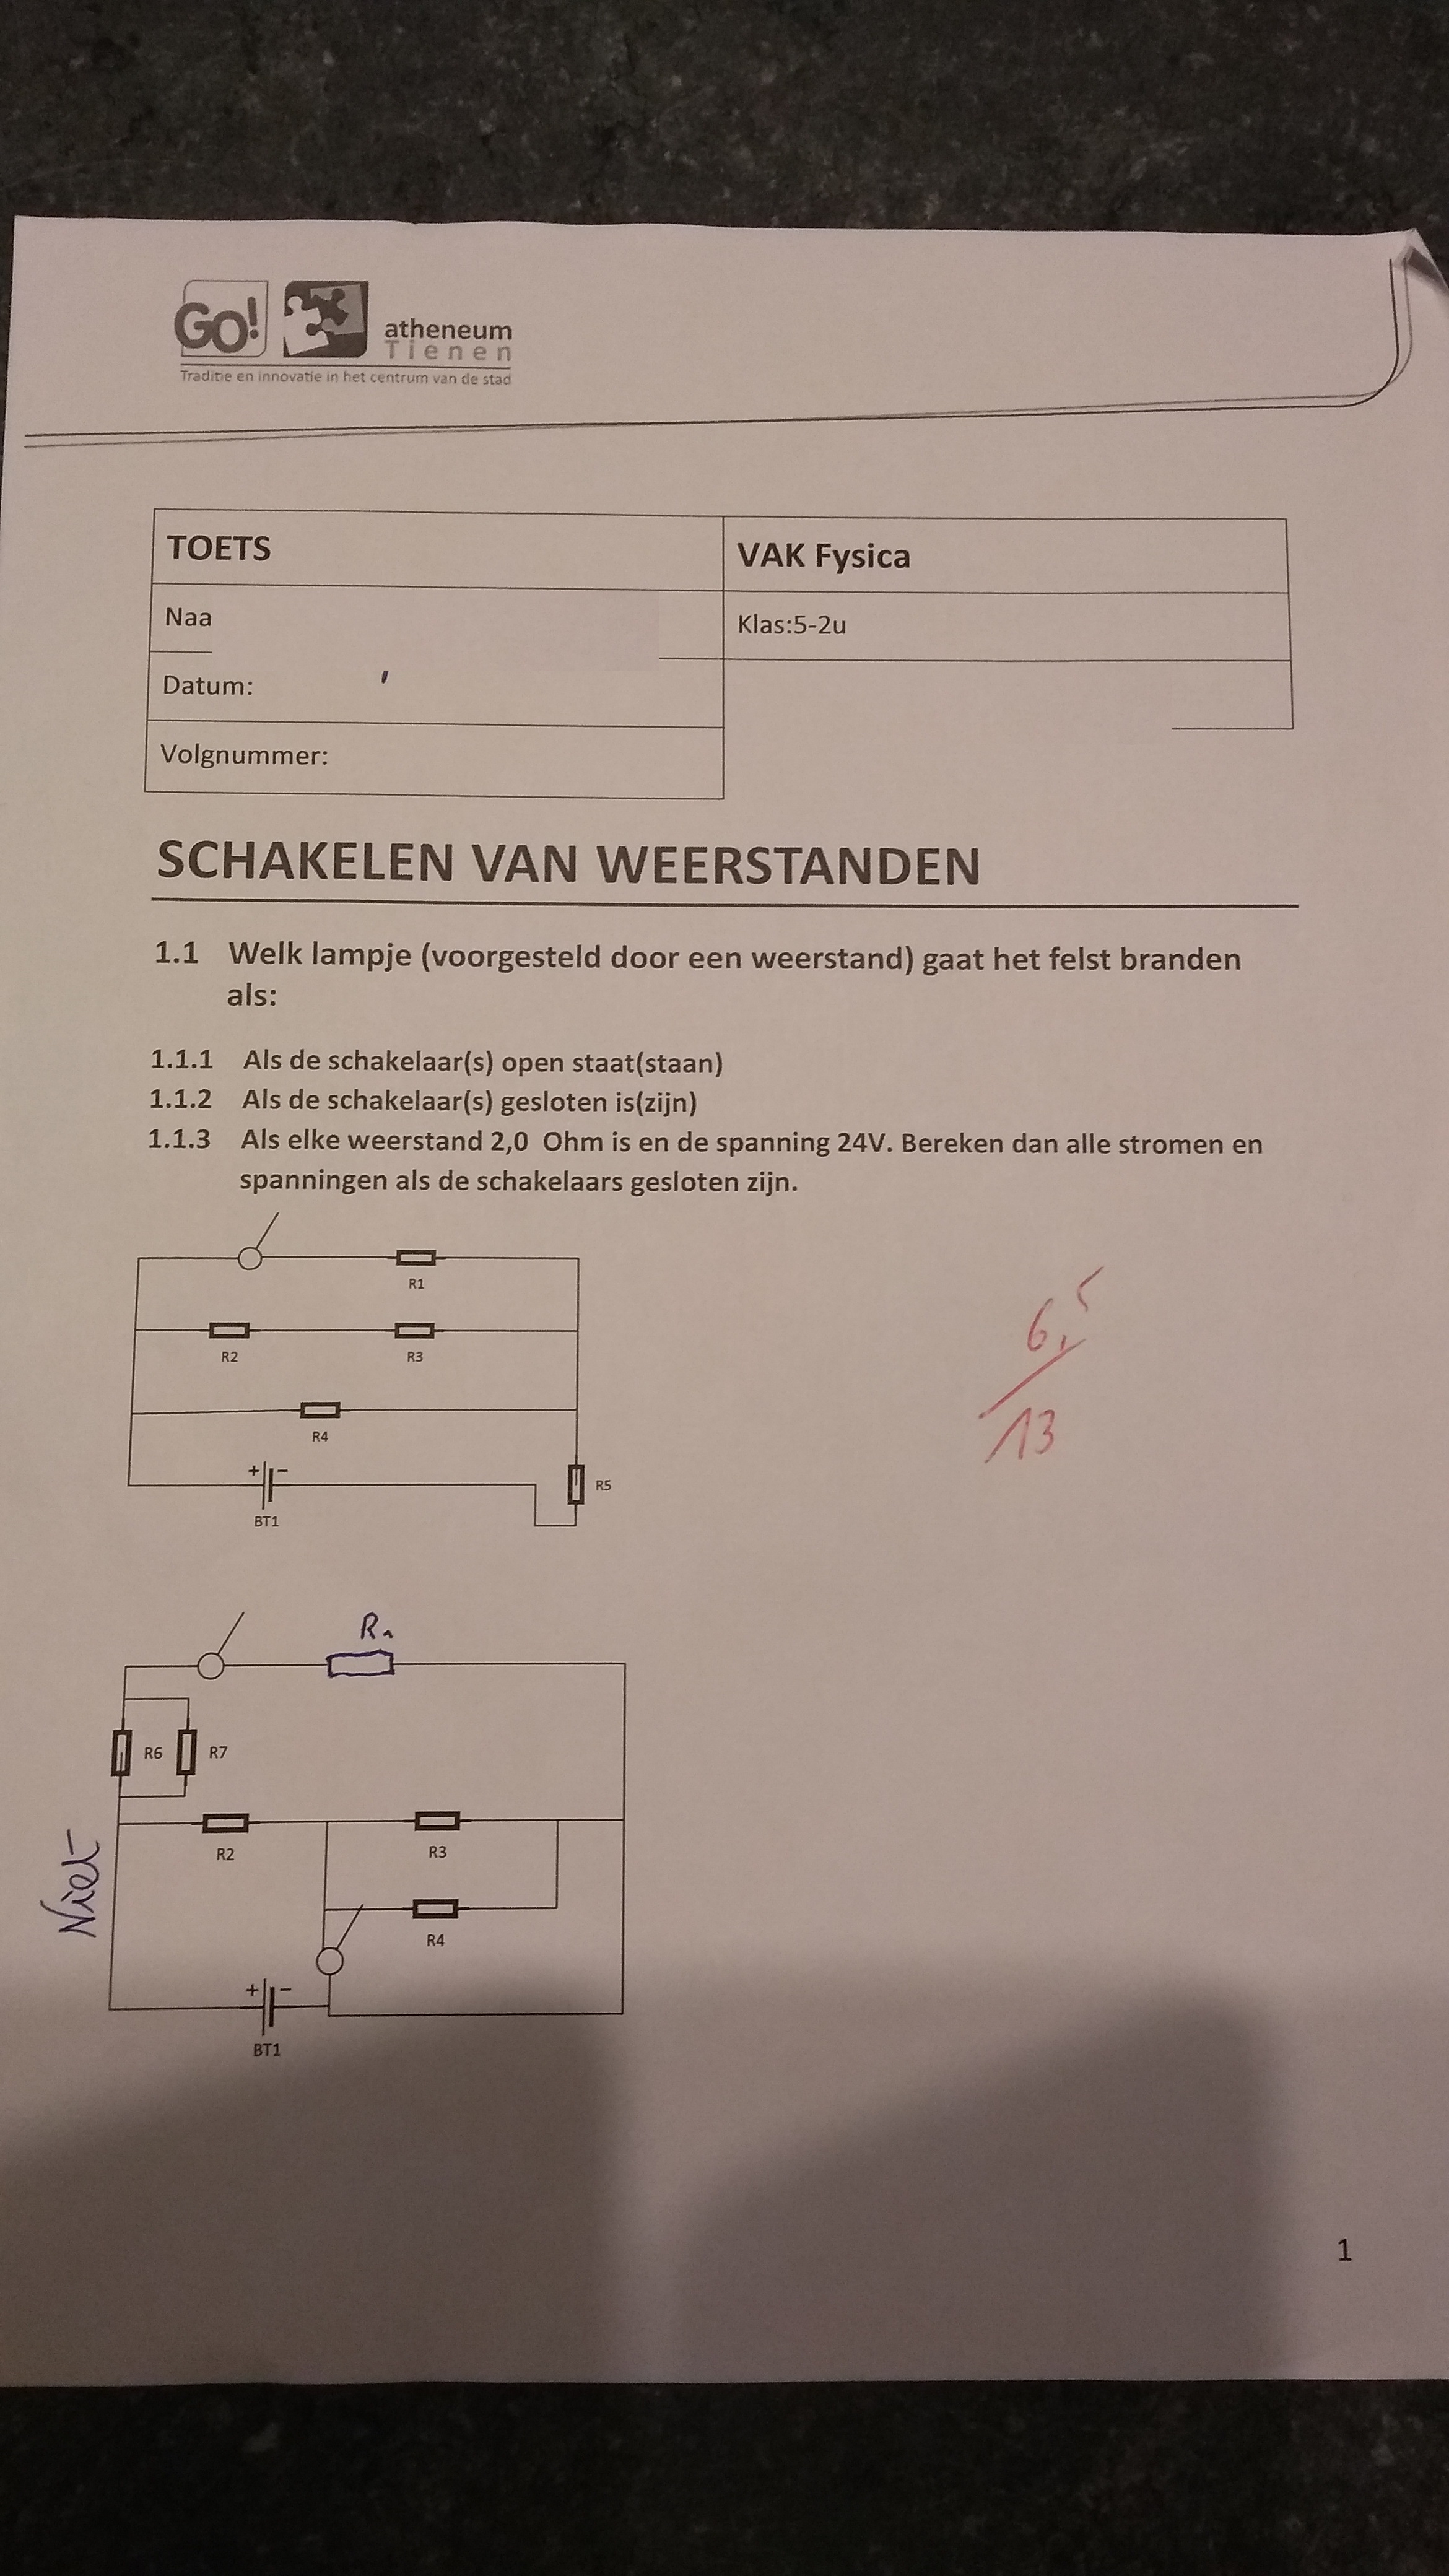 GO! atheneum
Tienen
Traditie en innovatie in het centrum van de stad
TOETS
VAK Fysica
Naa
Klas:5-2u
Datum:
Volgnummer:
SCHAKELEN VAN WEERSTANDEN
1.1 Welk lampje (voorgesteld door een weerstand) gaat het felst branden
als:
1.1.1 Als de schakelaar(s) open staat(staan)
1.1.2 Als de schakelaar(s) gesloten is(zijn)
1.1.3 Als elke weerstand 2,0 Ohm is en de spanning 24V. Bereken dan alle stromen en
spanningen als de schakelaars gesloten zijn.
R1
R2 R3
R4
+ -
R5
BT1
6,5
13
R1
R6 R7
R2 R3
Niet
R4
+ -
BT1
1